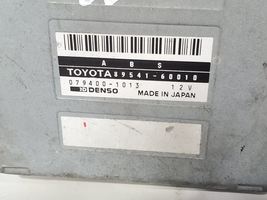 A B S
TOYOTA 89541-60010
079400-1013 12V
DENSO MADE IN JAPAN